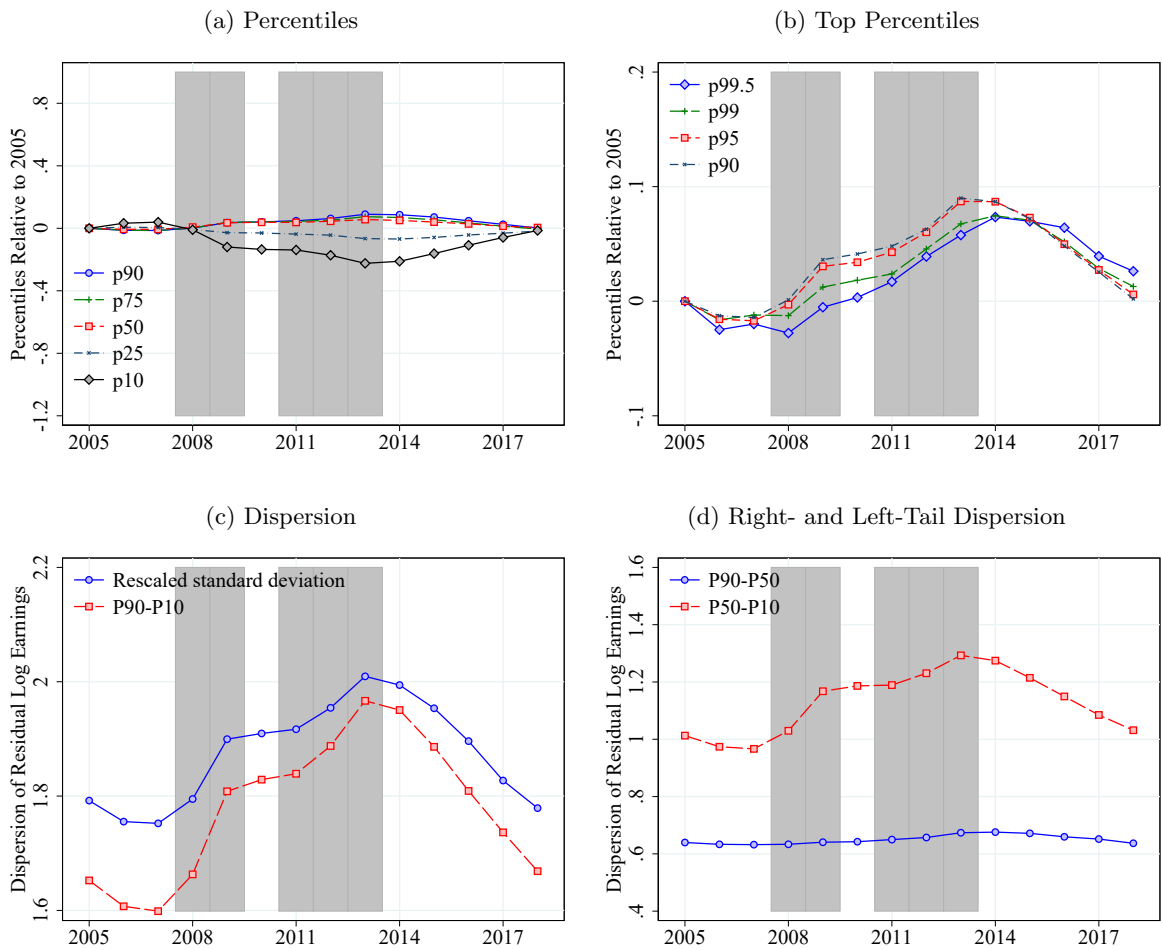 (a) Percentiles
Percentiles Relative to 2005
.8
.4
0
-.4
-.8
-1.2
p90
p75
p50
p25
p10
2005 2008 2011 2014 2017
(b) Top Percentiles
Percentiles Relative to 2005
.2
.1
0
-.1
p99.5
p99
p95
p90
2005 2008 2011 2014 2017
(c) Dispersion
Dispersion of Residual Log Earnings
2.2
2
1.8
1.6
Rescaled standard deviation
P90-P10
2005 2008 2011 2014 2017
(d) Right- and Left-Tail Dispersion
Dispersion of Residual Log Earnings
1.6
1.4
1.2
1
.8
.6
.4
P90-P50
P50-P10
2005 2008 2011 2014 2017